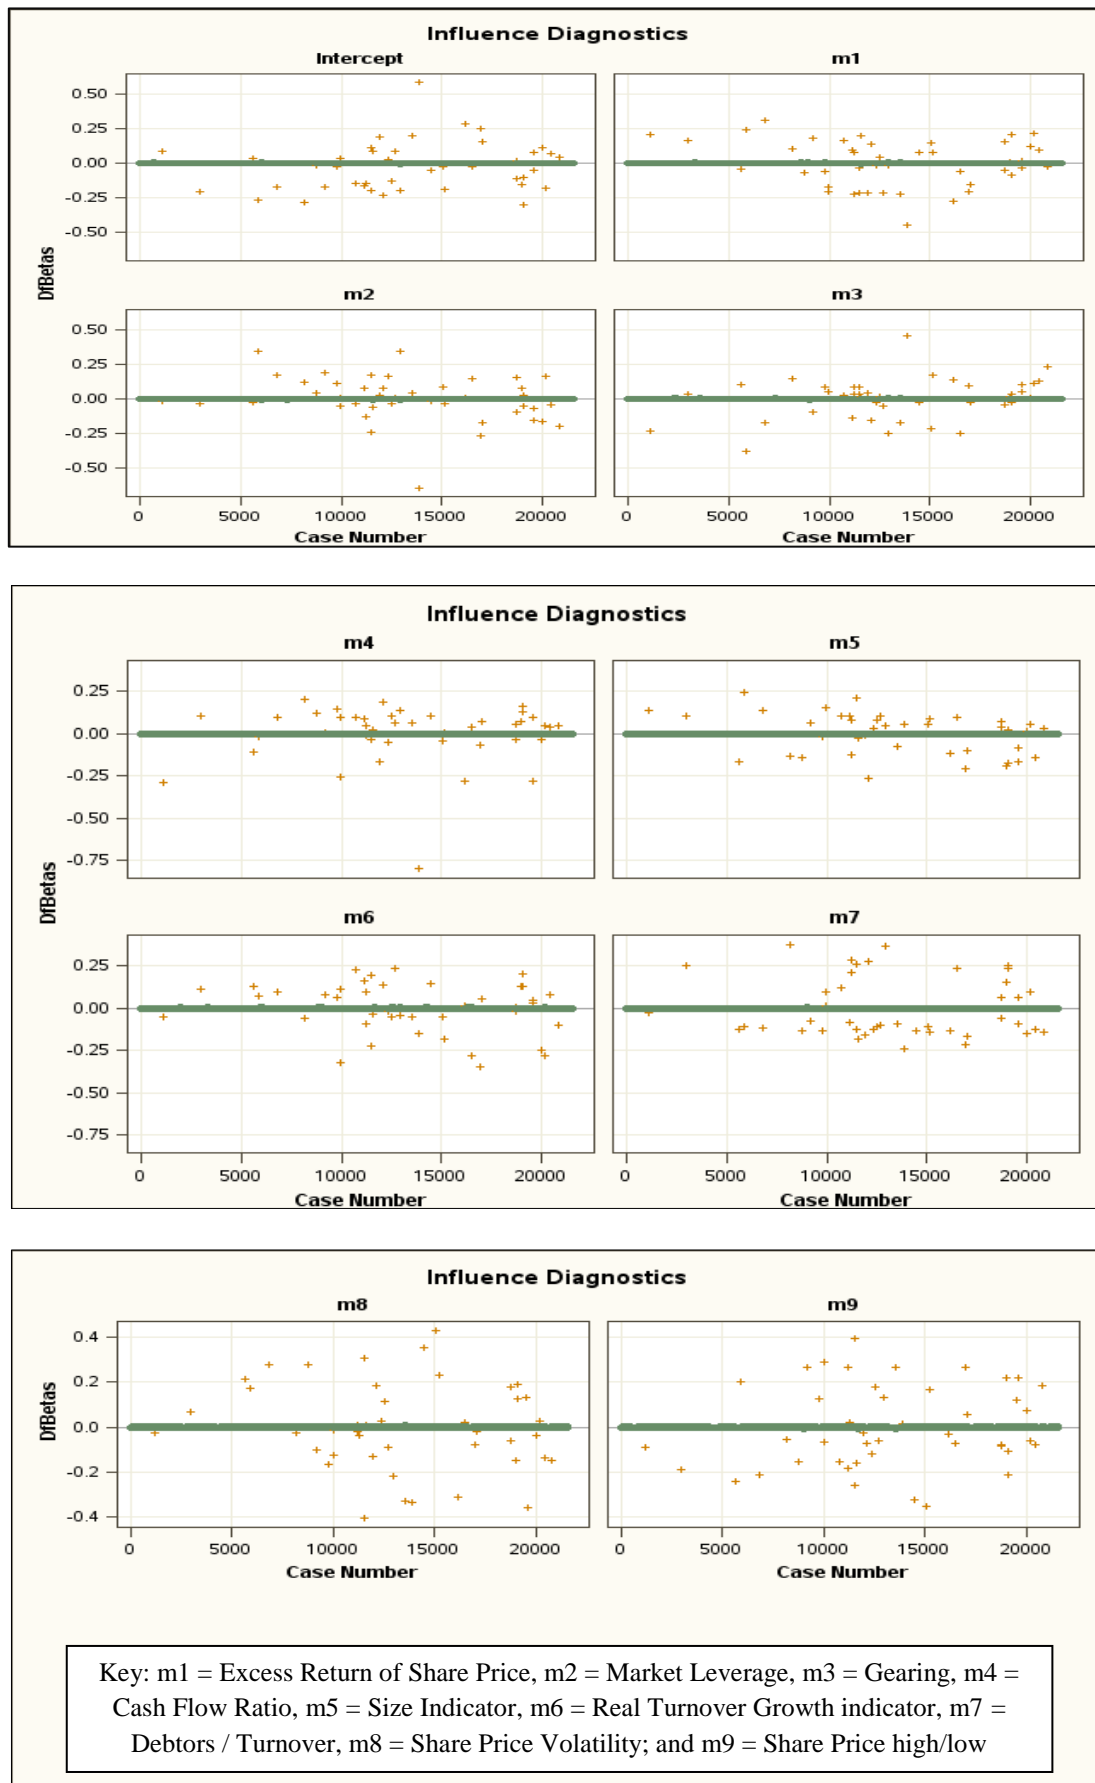 Influence Diagnostics
Intercept
m1
0.50
0.25
0.00
-0.25
-0.50
DfBetas
m2
m3
0.50
0.25
0.00
-0.25
-0.50
0 5000 10000 15000 20000
0 5000 10000 15000 20000
Case Number
Case Number
Influence Diagnostics
m4
m5
0.25
0.00
-0.25
-0.50
-0.75
DfBetas
m6
m7
0.25
0.00
-0.25
-0.50
-0.75
0 5000 10000 15000 20000
0 5000 10000 15000 20000
Case Number
Case Number
Influence Diagnostics
m8
m9
0.4
0.2
0.0
-0.2
-0.4
DfBetas
0 5000 10000 15000 20000
0 5000 10000 15000 20000
Case Number
Case Number
Key: m1 = Excess Return of Share Price, m2 = Market Leverage, m3 = Gearing, m4 =
Cash Flow Ratio, m5 = Size Indicator, m6 = Real Turnover Growth indicator, m7 =
Debtors / Turnover, m8 = Share Price Volatility; and m9 = Share Price high/low